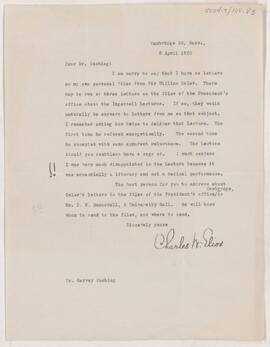 Cambridge 38, Mass.
8 April 1920
Dear Dr. Cushing:
I am sorry to say that I have no letters
in my own personal files from Sir William Osler. There
may be two or three letters on the files of the President's
office about the Ingersoll Lectures. If so, they would
naturally be answers to letters from me on that subject.
I remember asking him twice to deliver that Lecture. The
first time he refused energetically. The second time
he accepted with some apparent reluctance. The Lecture
itself you doubtless have a copy of. I must confess
I was very much disappointed in the Lecture because it
!! was essentially a literary and not a medical performance.
The best person for you to address about
Cambridge,
Osler's letters in the files of the President's office is
Mr. F. W. Hunnewell, 5 University Hall. He will know
whom to send to the files, and where to send.
Sincerely yours
Charles W. Eliot
Dr. Harvey Cushing